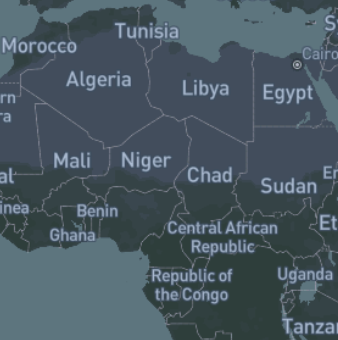 Tunisia
S
Morocco
Cairo
Algeria
Libya
Egypt
rn
ra
Mali
Niger
Chad
al
Sudan
Er
inea
Benin
Ghana
Central African
Republic
Et
Republic of
the Congo
Uganda
Tanzan